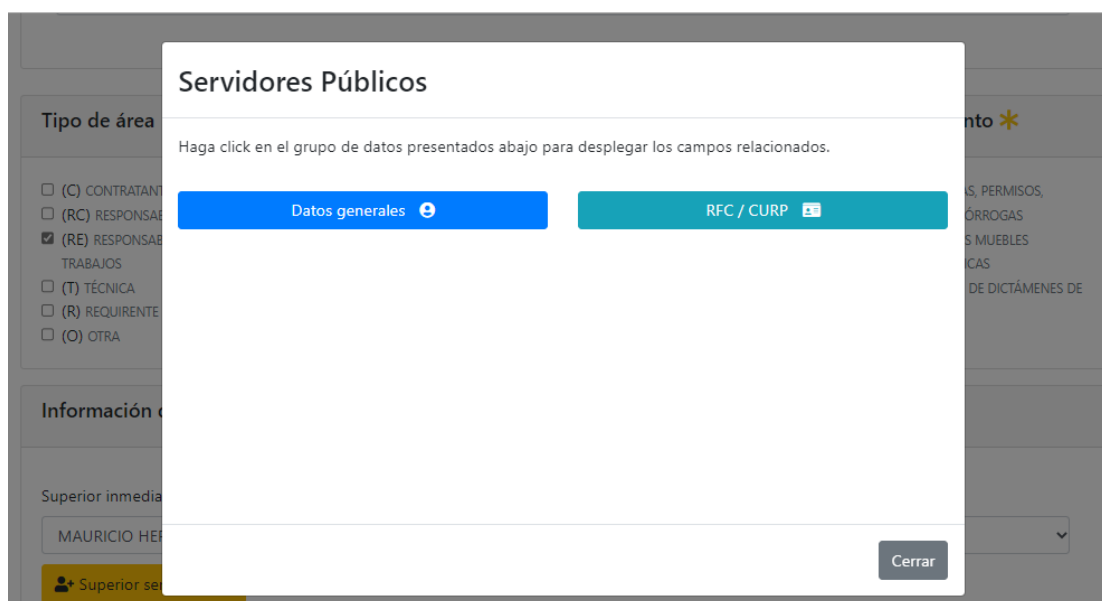 Servidores Públicos
Tipo de área
nto
Haga click en el grupo de datos presentados abajo para desplegar los campos relacionados.
(C) CONTRATANT
AS, PERMISOS,
Datos generales
RFC / CURP
(RC) RESPONSAB
ÓRROGAS
(RE) RESPONSAB
S MUEBLES
TRABAJOS
ICAS
(T) TÉCNICA
DE DICTÁMENES DE
(R) REQUIRENTE
(O) OTRA
Información
Superior inmedia
MAURICIO HER
Cerrar
Superior ser